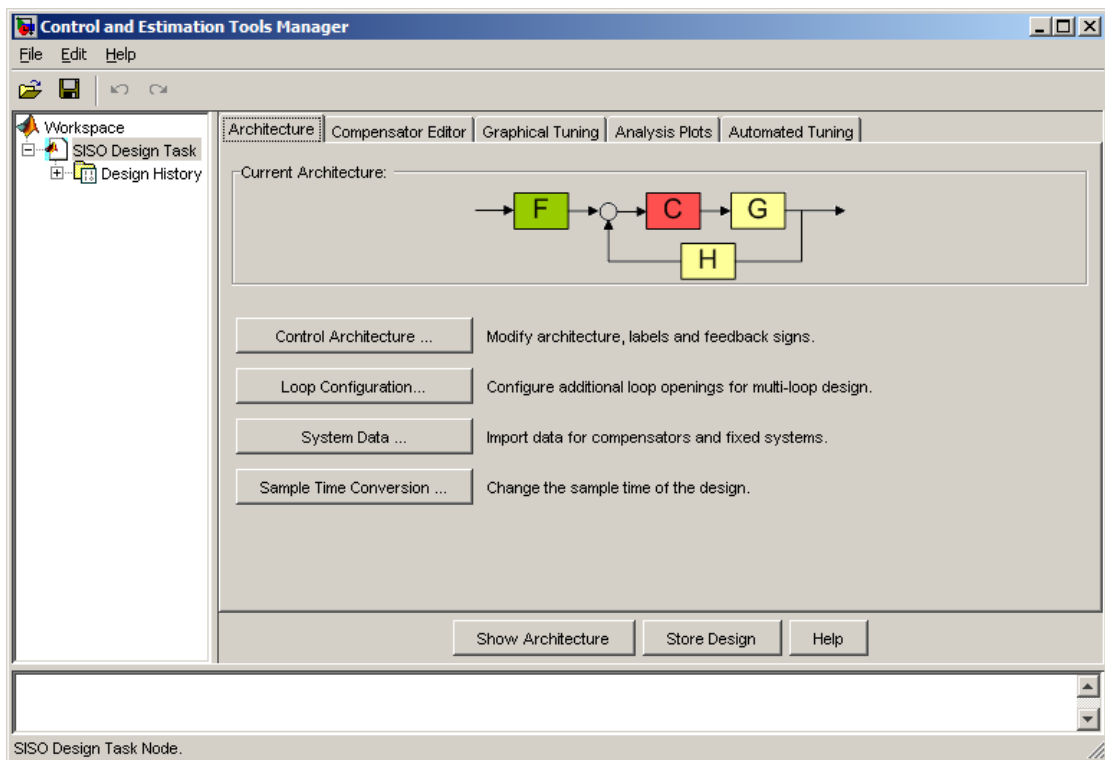 Control and Estimation Tools Manager
File Edit Help
Workspace
SISO Design Task
Design History
Architecture Compensator Editor Graphical Tuning Analysis Plots Automated Tuning
Current Architecture:
F C G
H
Control Architecture ... Modify architecture, labels and feedback signs.
Loop Configuration... Configure additional loop openings for multi-loop design.
System Data ... Import data for compensators and fixed systems.
Sample Time Conversion ... Change the sample time of the design.
Show Architecture Store Design Help
SISO Design Task Node.